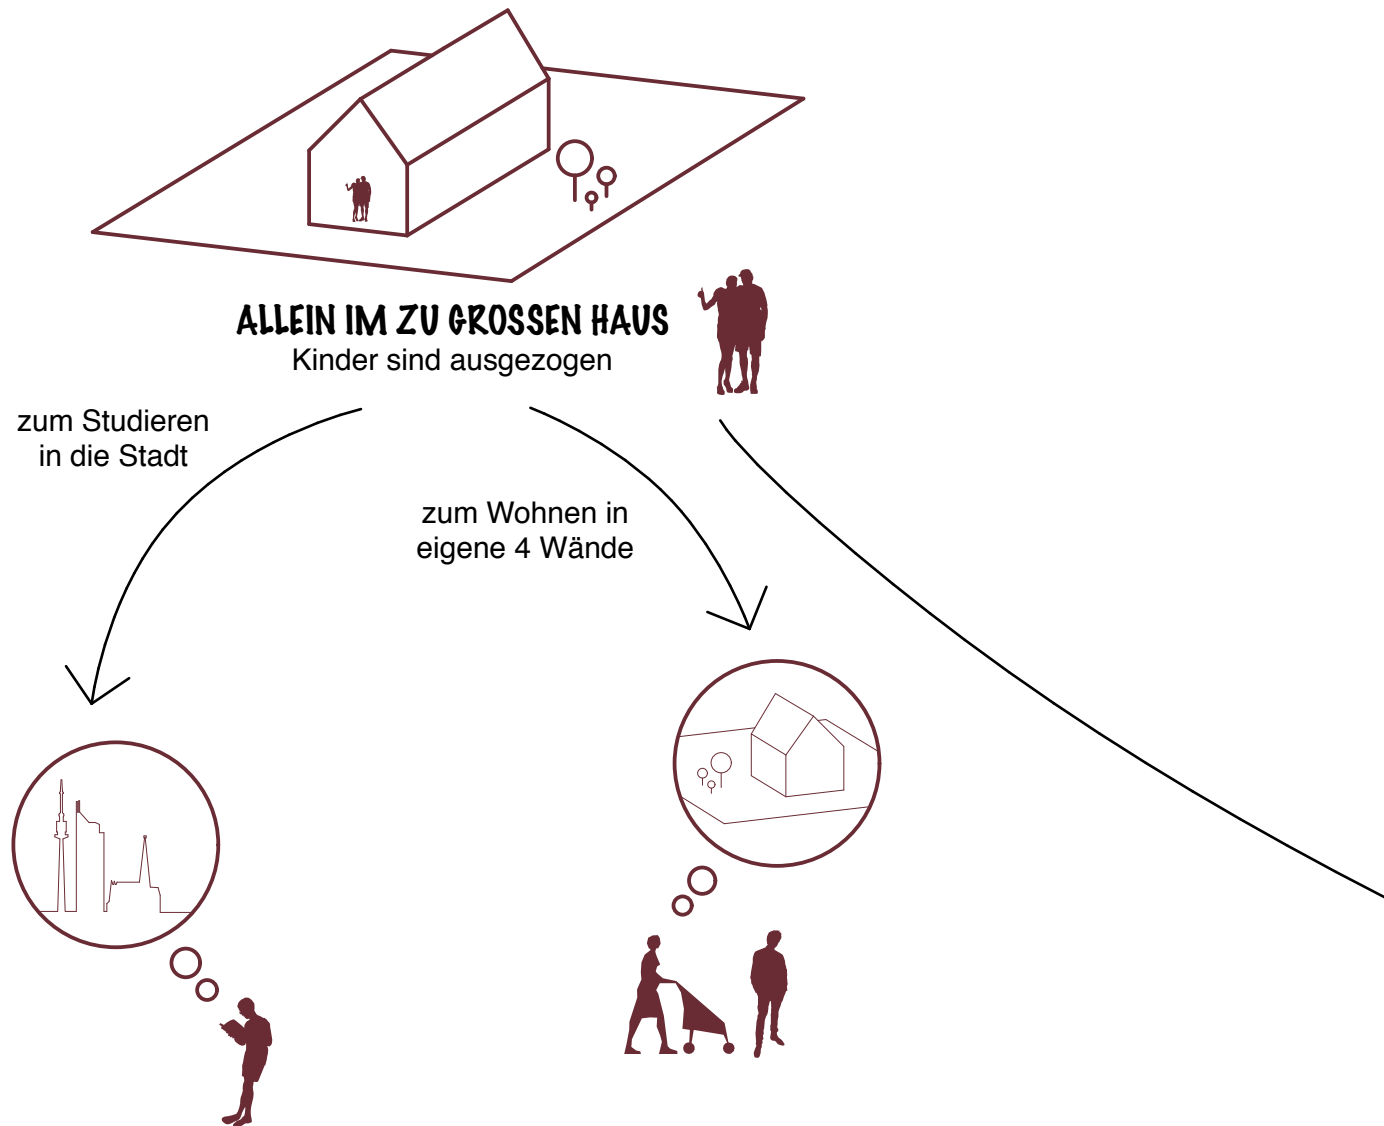 ALLEIN IM ZU GROSSEN HAUS
Kinder sind ausgezogen
zum Studieren
in die Stadt
zum Wohnen in
eigene 4 Wände